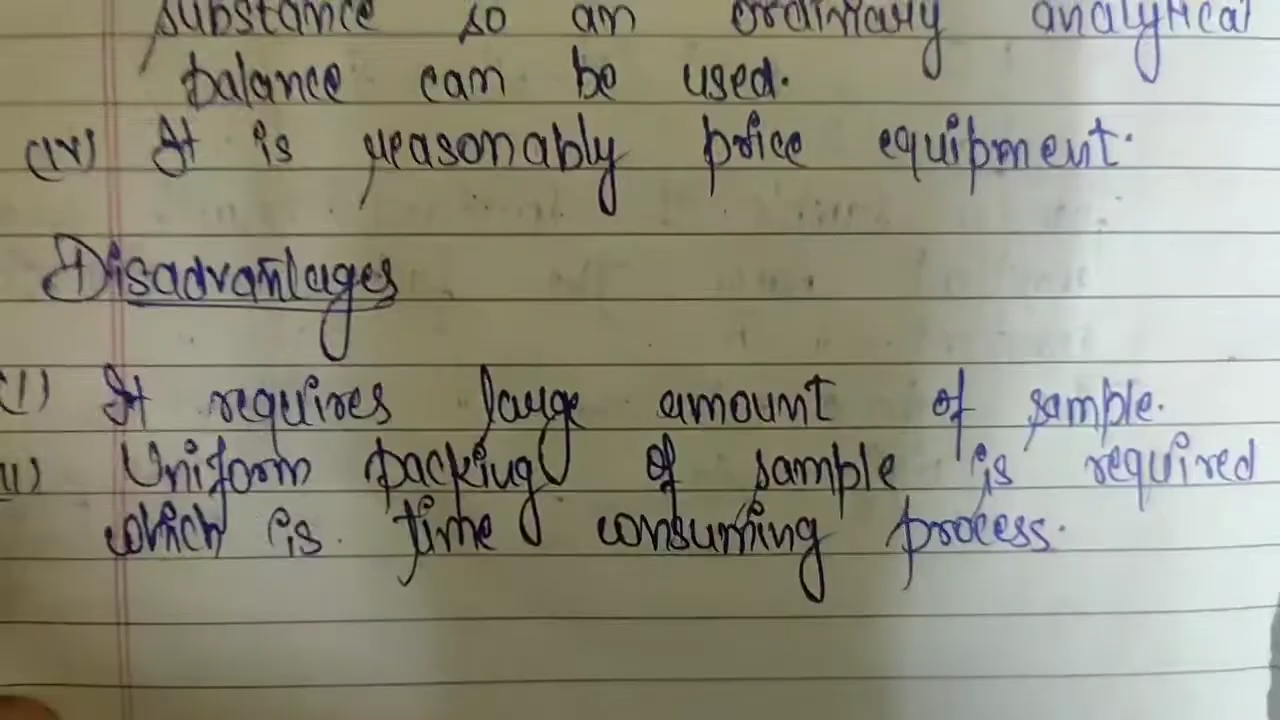 substance so an ordinary analytical
balance can be used.
(iv) It is reasonably price equipment.
Disadvantages
(i) It requires large amount of sample.
(ii) Uniform packing of sample is required
which is time consuming process.